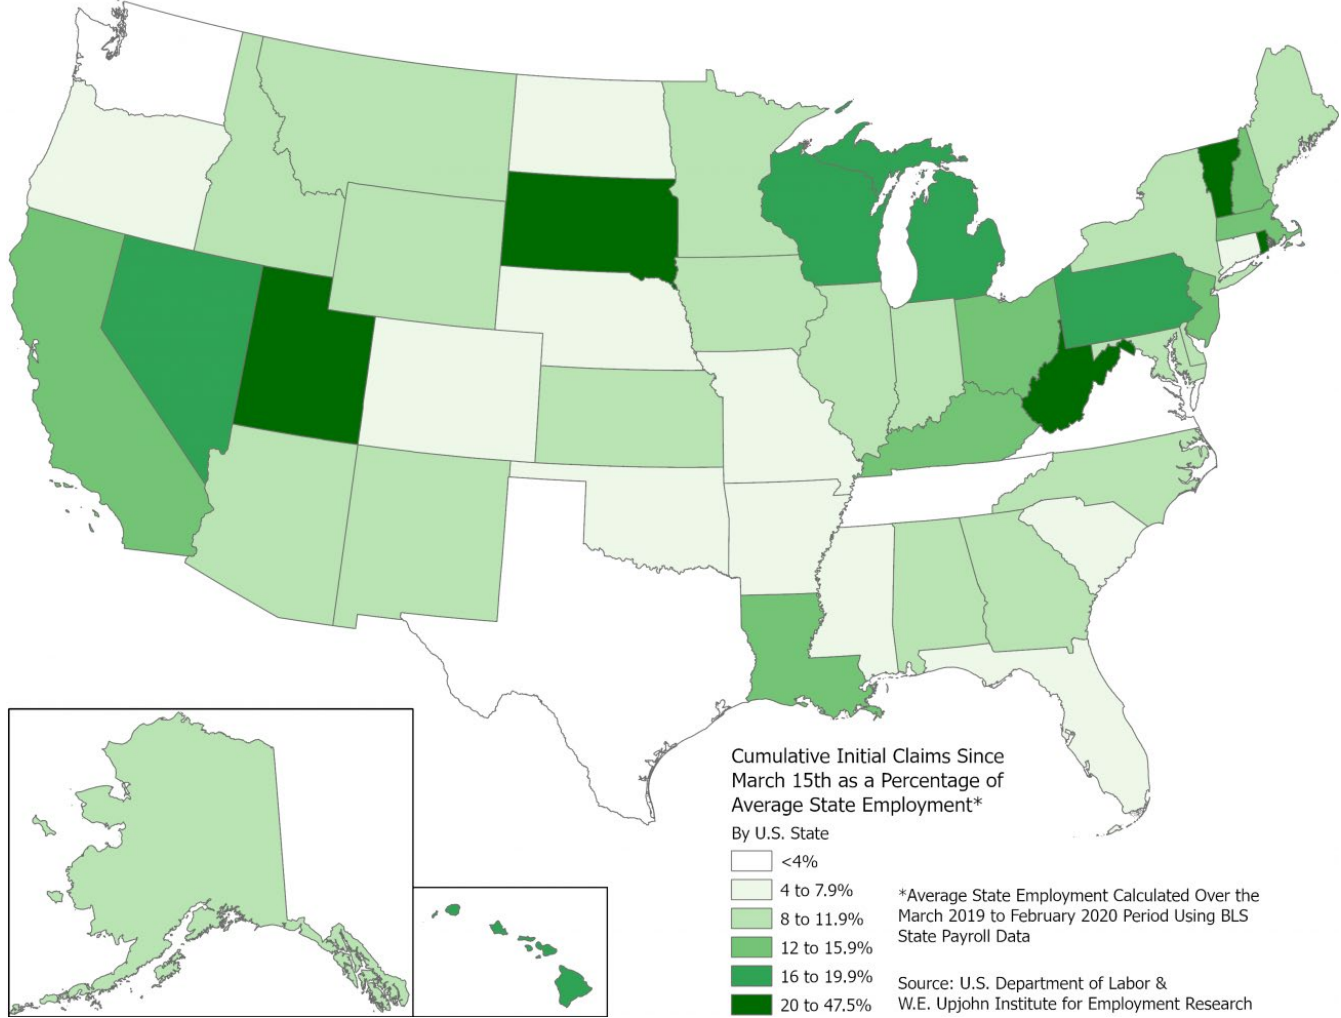 Cumulative Initial Claims Since
March 15th as a Percentage of
Average State Employment*
By U.S. State
<4%
4 to 7.9%
8 to 11.9%
12 to 15.9%
16 to 19.9%
20 to 47.5%
*Average State Employment Calculated Over the
March 2019 to February 2020 Period Using BLS
State Payroll Data
Source: U.S. Department of Labor &
W.E. Upjohn Institute for Employment Research